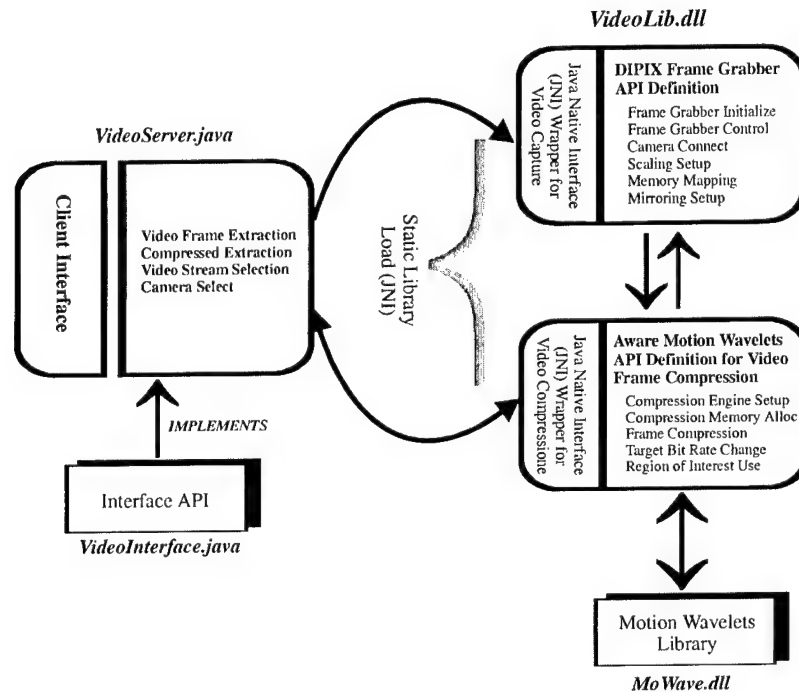 VideoLib.dll
Java Native Interface
(JNI) Wrapper for
Video Capture
DIPIX Frame Grabber
API Definition
Frame Grabber Initialize
Frame Grabber Control
Camera Connect
Scaling Setup
Memory Mapping
Mirroring Setup
VideoServer.java
Client Interface
Video Frame Extraction
Compressed Extraction
Video Stream Selection
Camera Select
Static Library
Load (JNI)
Java Native Interface
(JNI) Wrapper for
Video Compressione
Aware Motion Wavelets
API Definition for Video
Frame Compression
Compression Engine Setup
Compression Memory Alloc
Frame Compression
Target Bit Rate Change
Region of Interest Use
IMPLEMENTS
Interface API
VideoInterface.java
Motion Wavelets
Library
MoWave.dll